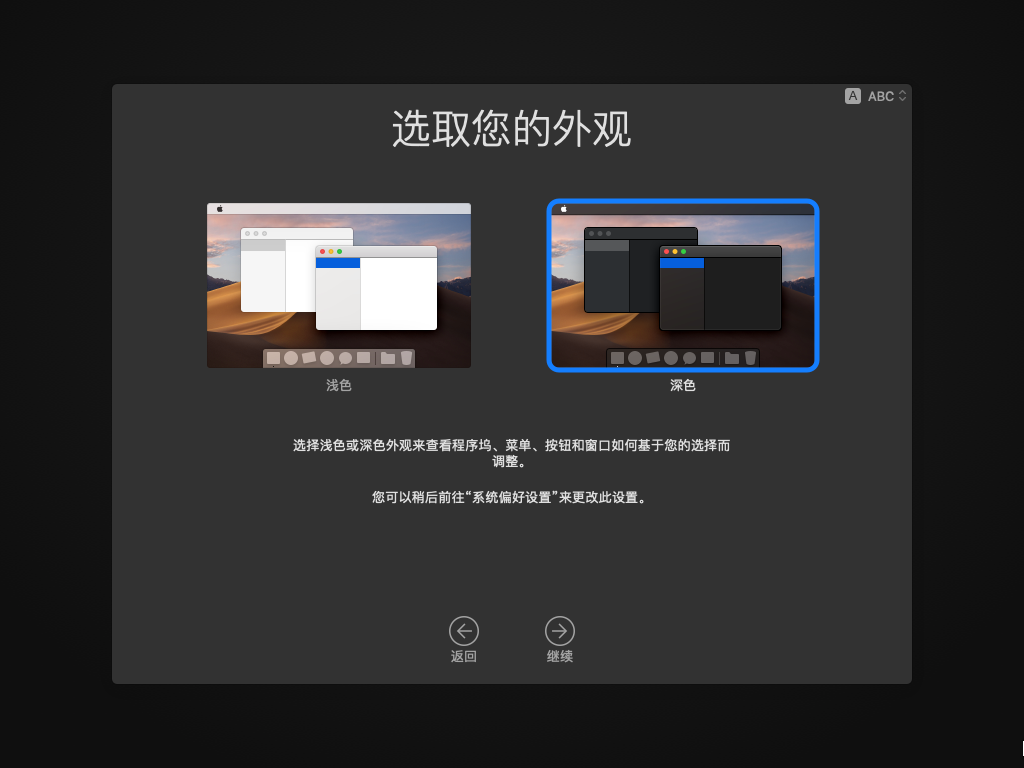 A ABC
选取您的外观
浅色
深色
选择浅色或深色外观来查看程序坞、菜单、按钮和窗口如何基于您的选择而
调整。
您可以稍后前往“系统偏好设置”来更改此设置。
返回
继续